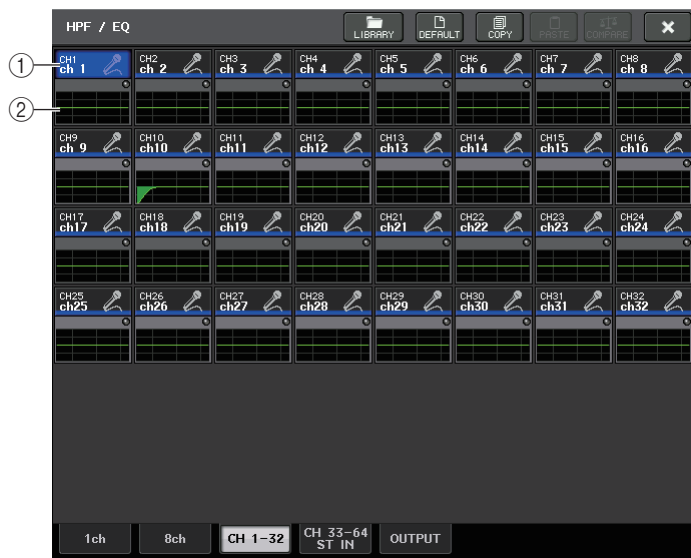 HPF / EQ
LIBRARY
DEFAULT
COPY
PASTE
COMPARE
1
CH1
ch 1
CH2
ch 2
CH3
ch 3
CH4
ch 4
CH5
ch 5
CH6
ch 6
CH7
ch 7
CH8
ch 8
2
CH9
ch 9
CH10
ch10
CH11
ch11
CH12
ch12
CH13
ch13
CH14
ch14
CH15
ch15
CH16
ch16
CH17
ch17
CH18
ch18
CH19
ch19
CH20
ch20
CH21
ch21
CH22
ch22
CH23
ch23
CH24
ch24
CH25
ch25
CH26
ch26
CH27
ch27
CH28
ch28
CH29
ch29
CH30
ch30
CH31
ch31
CH32
ch32
1ch
8ch
CH 1-32
CH 33-64
ST IN
OUTPUT